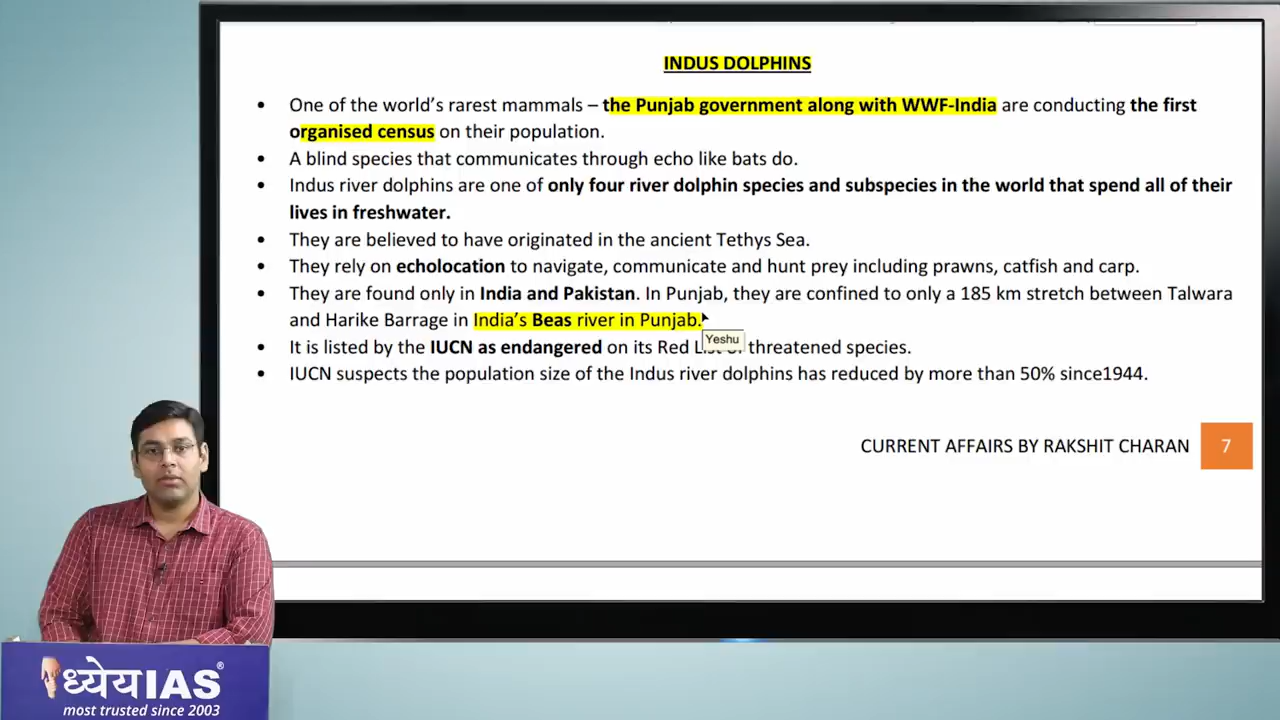 INDUS DOLPHINS
• One of the world's rarest mammals – the Punjab government along with WWF-India are conducting the first
organised census on their population.
• A blind species that communicates through echo like bats do.
• Indus river dolphins are one of only four river dolphin species and subspecies in the world that spend all of their
lives in freshwater.
• They are believed to have originated in the ancient Tethys Sea.
• They rely on echolocation to navigate, communicate and hunt prey including prawns, catfish and carp.
• They are found only in India and Pakistan. In Punjab, they are confined to only a 185 km stretch between Talwara
and Harike Barrage in India's Beas river in Punjab.
Yeshu
• It is listed by the IUCN as endangered on its Red List of threatened species.
• IUCN suspects the population size of the Indus river dolphins has reduced by more than 50% since1944.
CURRENT AFFAIRS BY RAKSHIT CHARAN 7
ध्येय IAS®
most trusted since 2003